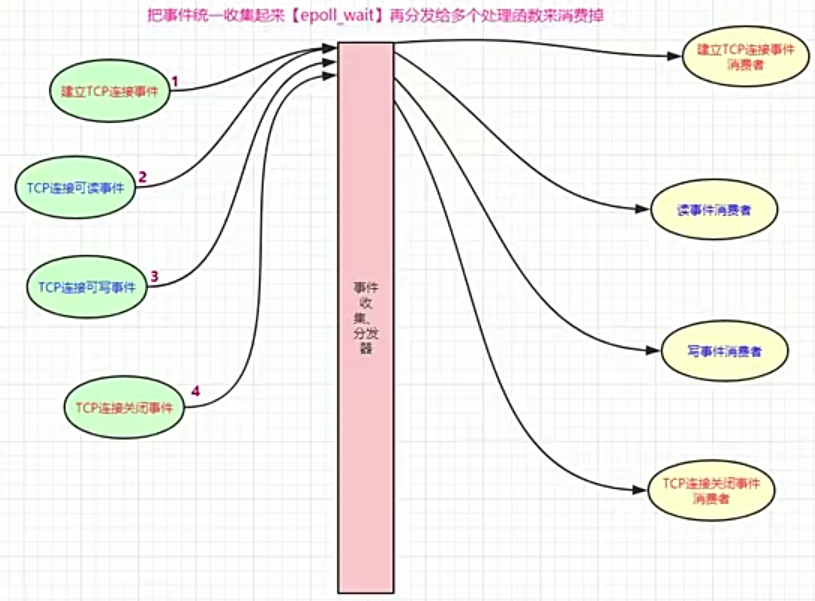 把事件统一收集起来【epoll_wait】再分发给多个处理函数来消费掉
建立TCP连接事件
1
TCP连接可读事件
2
TCP连接可写事件
3
TCP连接关闭事件
4
事件
收
集、
分发
器
建立TCP连接事件
消费者
读事件消费者
写事件消费者
TCP连接关闭事件
消费者